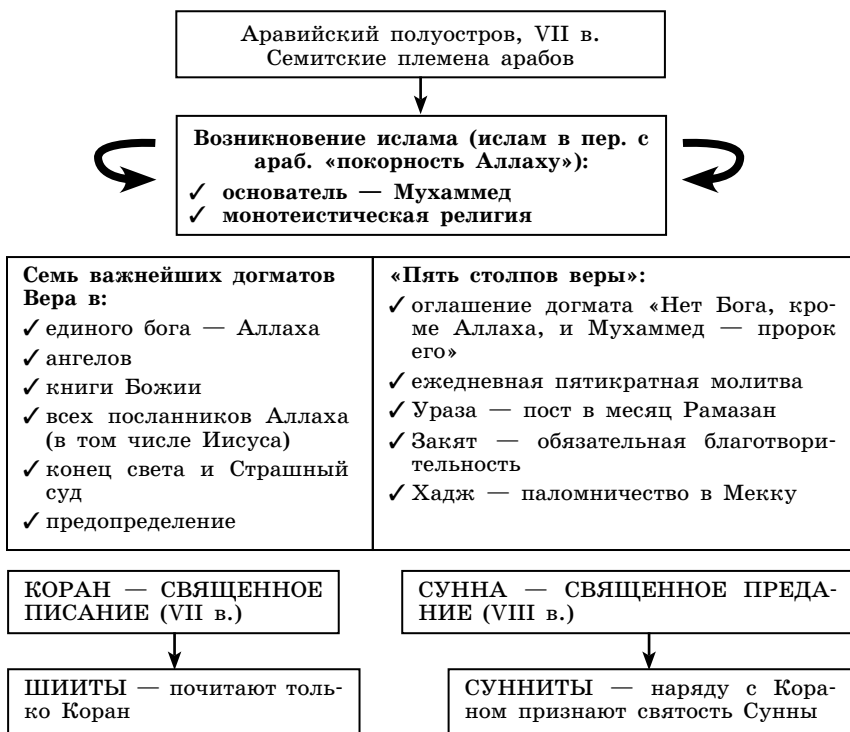 Аравийский полуостров, VII в.
Семитские племена арабов
Возникновение ислама (ислам в пер. с
араб. «покорность Аллаху»):
✓ основатель — Мухаммед
✓ монотеистическая религия
Семь важнейших догматов
Вера в:
✓ единого бога — Аллаха
✓ ангелов
✓ книги Божии
✓ всех посланников Аллаха
(в том числе Иисуса)
✓ конец света и Страшный
суд
✓ предопределение
«Пять столпов веры»:
✓ оглашение догмата «Нет Бога, кро-
ме Аллаха, и Мухаммед — пророк
его»
✓ ежедневная пятикратная молитва
✓ Ураза — пост в месяц Рамазан
✓ Закят — обязательная благотвори-
тельность
✓ Хадж — паломничество в Мекку
КОРАН — СВЯЩЕННОЕ
ПИСАНИЕ (VII в.)
СУННА — СВЯЩЕННОЕ ПРЕДА-
НИЕ (VIII в.)
ШИИТЫ — почитают толь-
ко Коран
СУННИТЫ — наряду с Кора-
ном признают святость Сунны